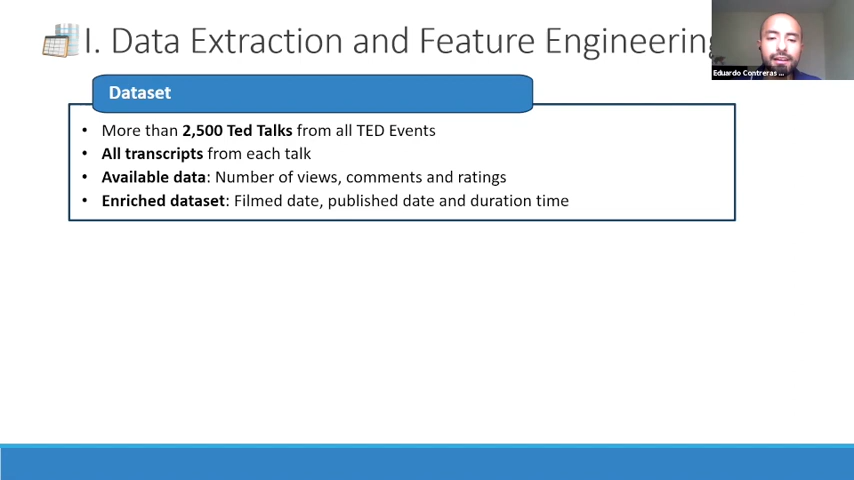 I. Data Extraction and Feature Engineering
Eduardo Contreras ...
Dataset
• More than 2,500 Ted Talks from all TED Events
• All transcripts from each talk
• Available data: Number of views, comments and ratings
• Enriched dataset: Filmed date, published date and duration time